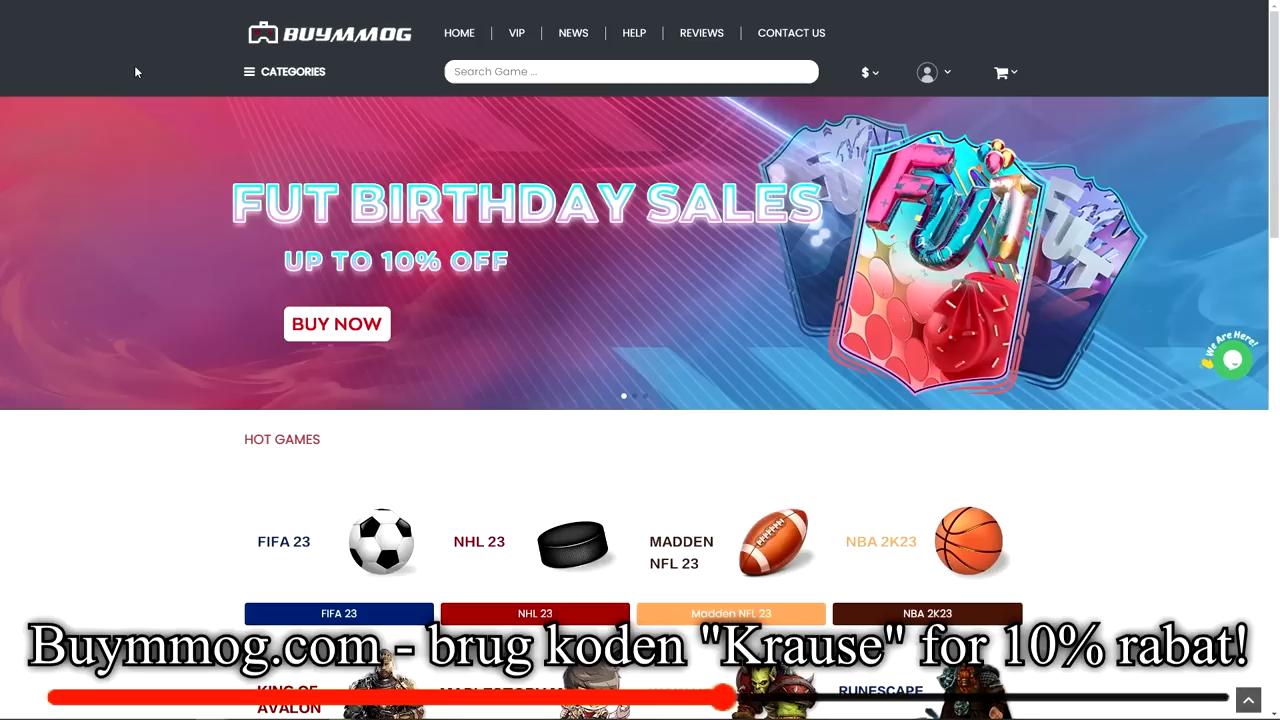 BUYMMOG
HOME
VIP
NEWS
HELP
REVIEWS
CONTACT US
CATEGORIES
Search Game ...
$
FUT BIRTHDAY SALES
UP TO 10% OFF
BUY NOW
FUT
FUT
We Are Here!
HOT GAMES
FIFA 23
NHL 23
MADDEN
NFL 23
NBA 2K23
FIFA 23
NHL 23
Madden NFL 23
NBA 2K23
Buymmog.com - brug koden "Krause" for 10% rabat!
KING OF
AVALON
RUNESCAPE